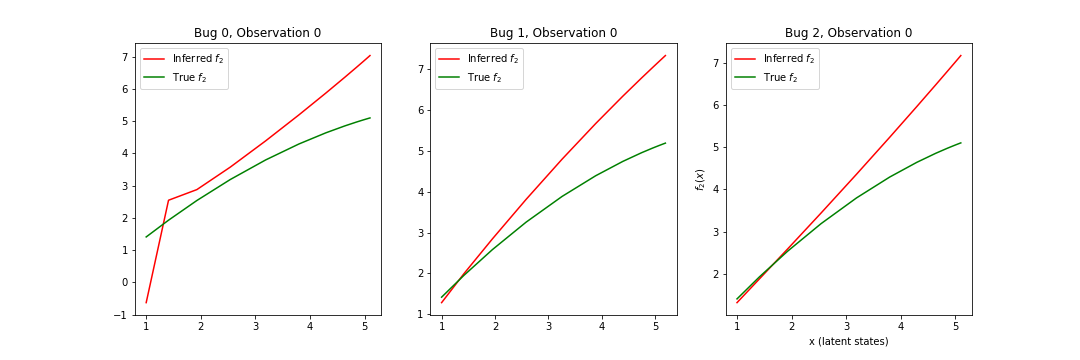 Bug 0, Observation 0
Inferred f₂
True f₂
7
6
5
4
3
2
1
0
−1
1 2 3 4 5
Bug 1, Observation 0
Inferred f₂
True f₂
7
6
5
4
3
2
1
1 2 3 4 5
Bug 2, Observation 0
Inferred f₂
True f₂
f₂(x)
7
6
5
4
3
2
1 2 3 4 5
x (latent states)